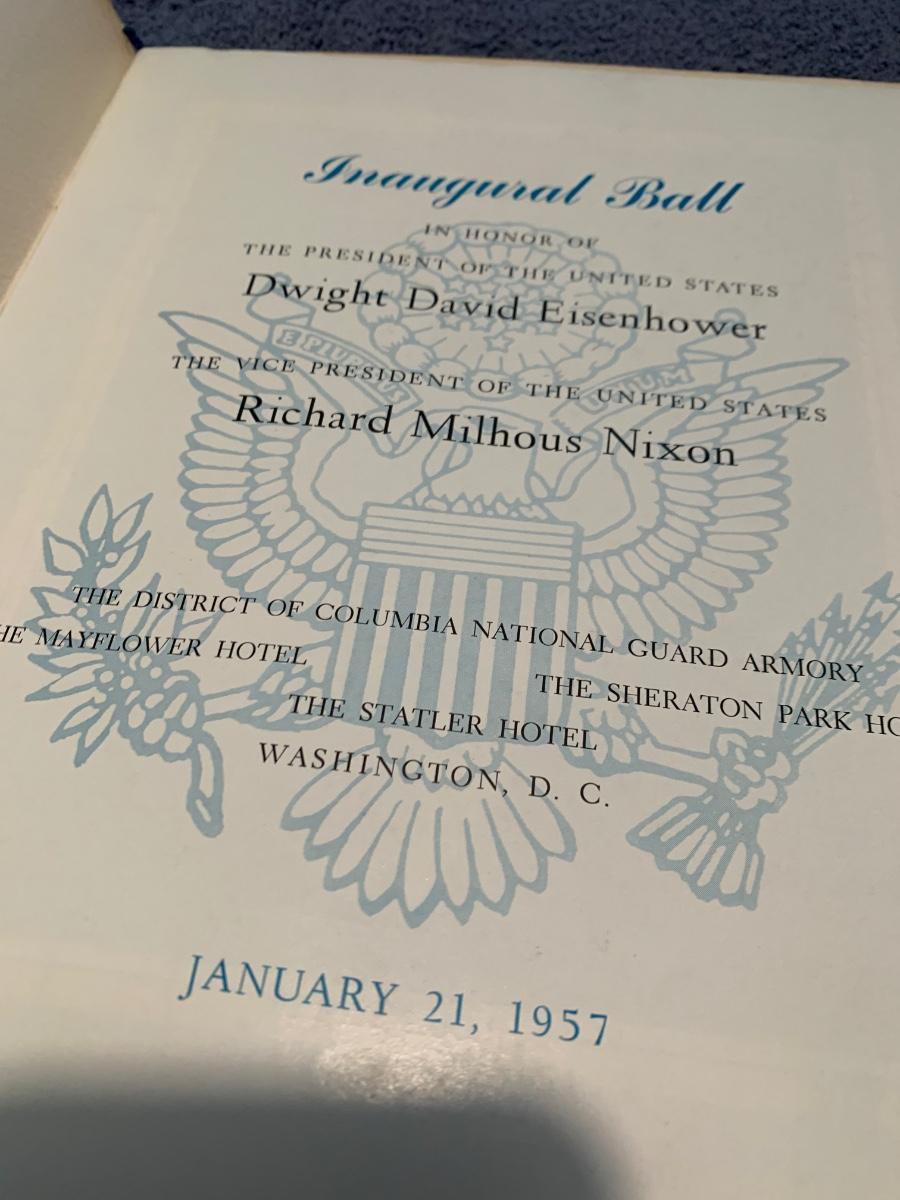 Inaugural Ball
IN HONOR OF
THE PRESIDENT OF THE UNITED STATES
Dwight David Eisenhower
E PLURIBUS UNUM
THE VICE PRESIDENT OF THE UNITED STATES
Richard Milhous Nixon
THE DISTRICT OF COLUMBIA NATIONAL GUARD ARMORY
HE MAYFLOWER HOTEL
THE SHERATON PARK HO
THE STATLER HOTEL
WASHINGTON, D. C.
JANUARY 21, 1957